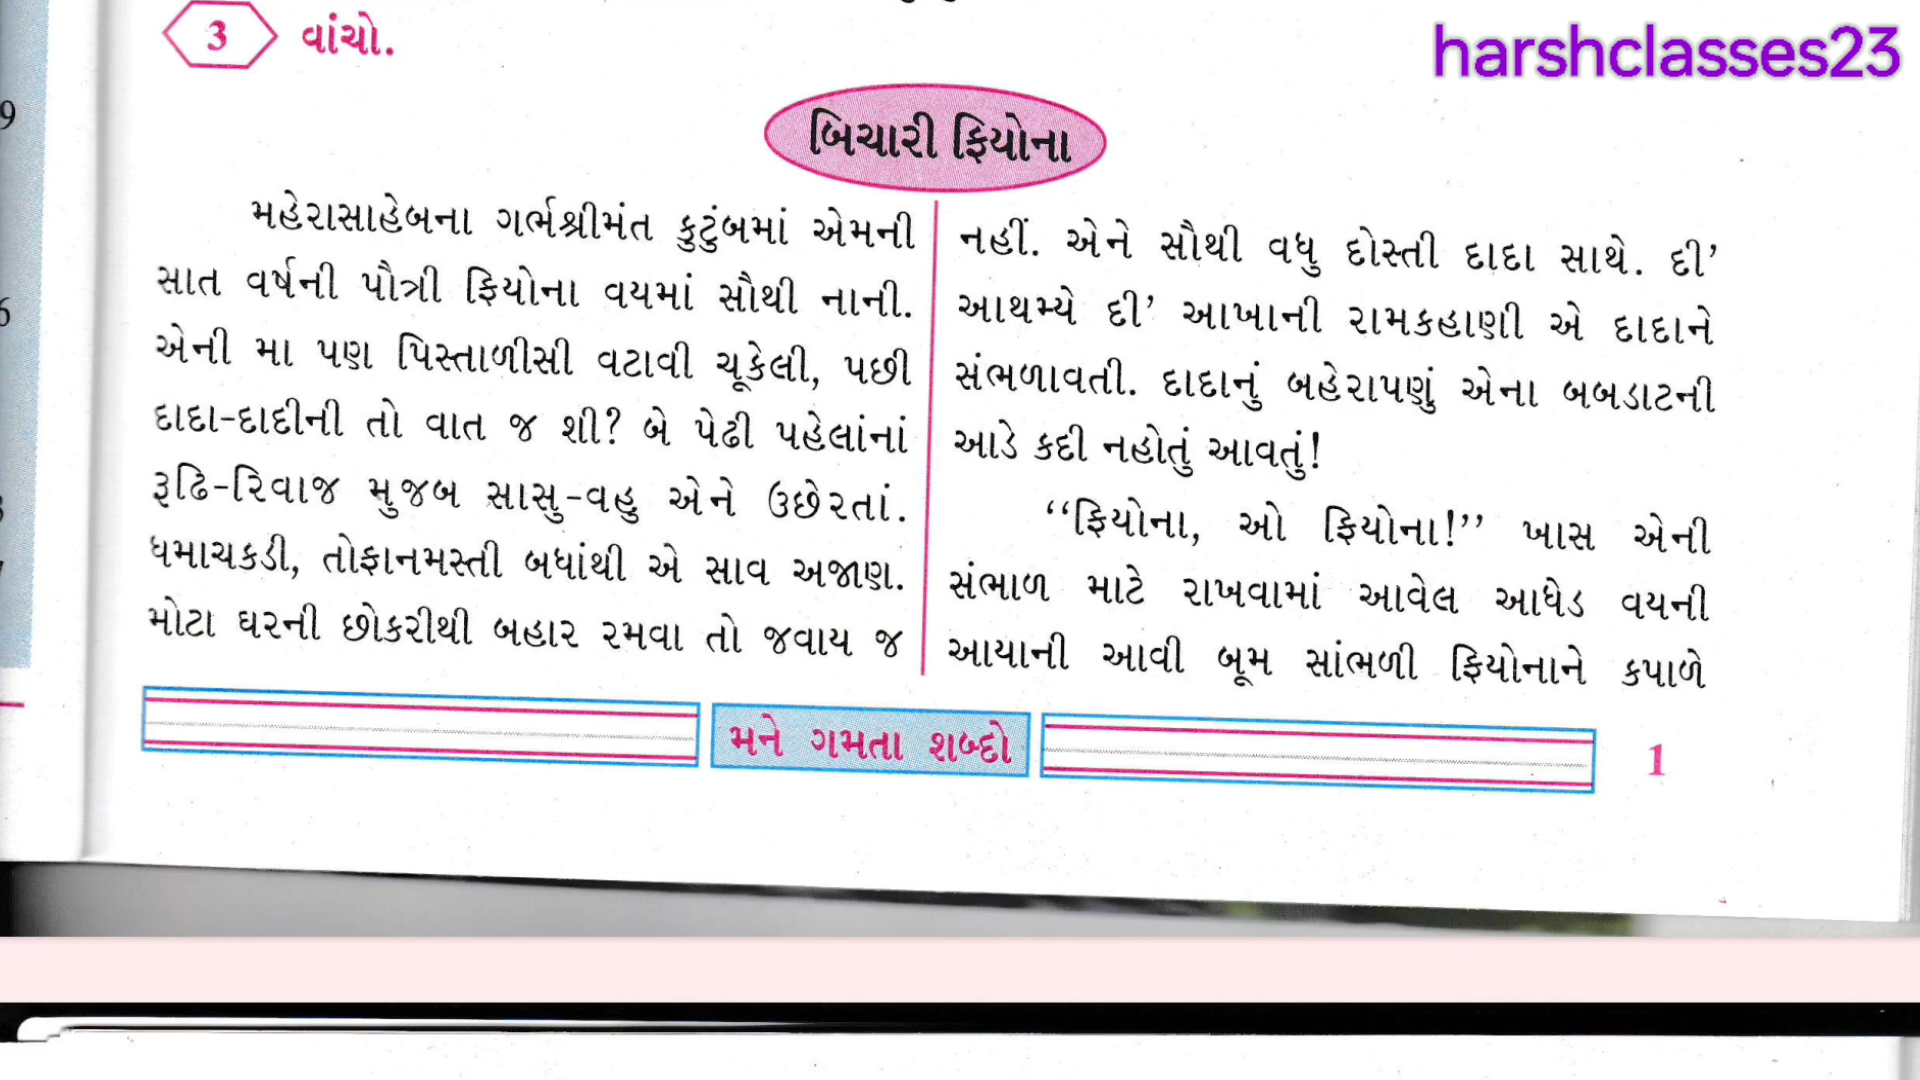 3 વાંચો.
harshclasses23
બિચારી ફિયોના
મહેરાસાહેબના ગર્ભશ્રીમંત કુટુંબમાં એમની
સાત વર્ષની પૌત્રી ફિયોના વયમાં સૌથી નાની.
એની મા પણ પિસ્તાળીસી વટાવી ચૂકેલી, પછી
દાદા-દાદીની તો વાત જ શી? બે પેઢી પહેલાંનાં
રૂઢિ-રિવાજ મુજબ સાસુ-વહુ એને ઉછેરતાં.
ધમાચકડી, તોફાનમસ્તી બધાંથી એ સાવ અજાણ.
મોટા ઘરની છોકરીથી બહાર રમવા તો જવાય જ
નહીં. એને સૌથી વધુ દોસ્તી દાદા સાથે. દી’
આથમ્યે દી’ આખાની રામકહાણી એ દાદાને
સંભળાવતી. દાદાનું બહેરાપણું એના બબડાટની
આડે કદી નહોતું આવતું!
‘‘ફિયોના, ઓ ફિયોના!’’ ખાસ એની
સંભાળ માટે રાખવામાં આવેલ આધેડ વયની
આયાની આવી બૂમ સાંભળી ફિયોનાને કપાળે
મને ગમતા શબ્દો
1
9
6